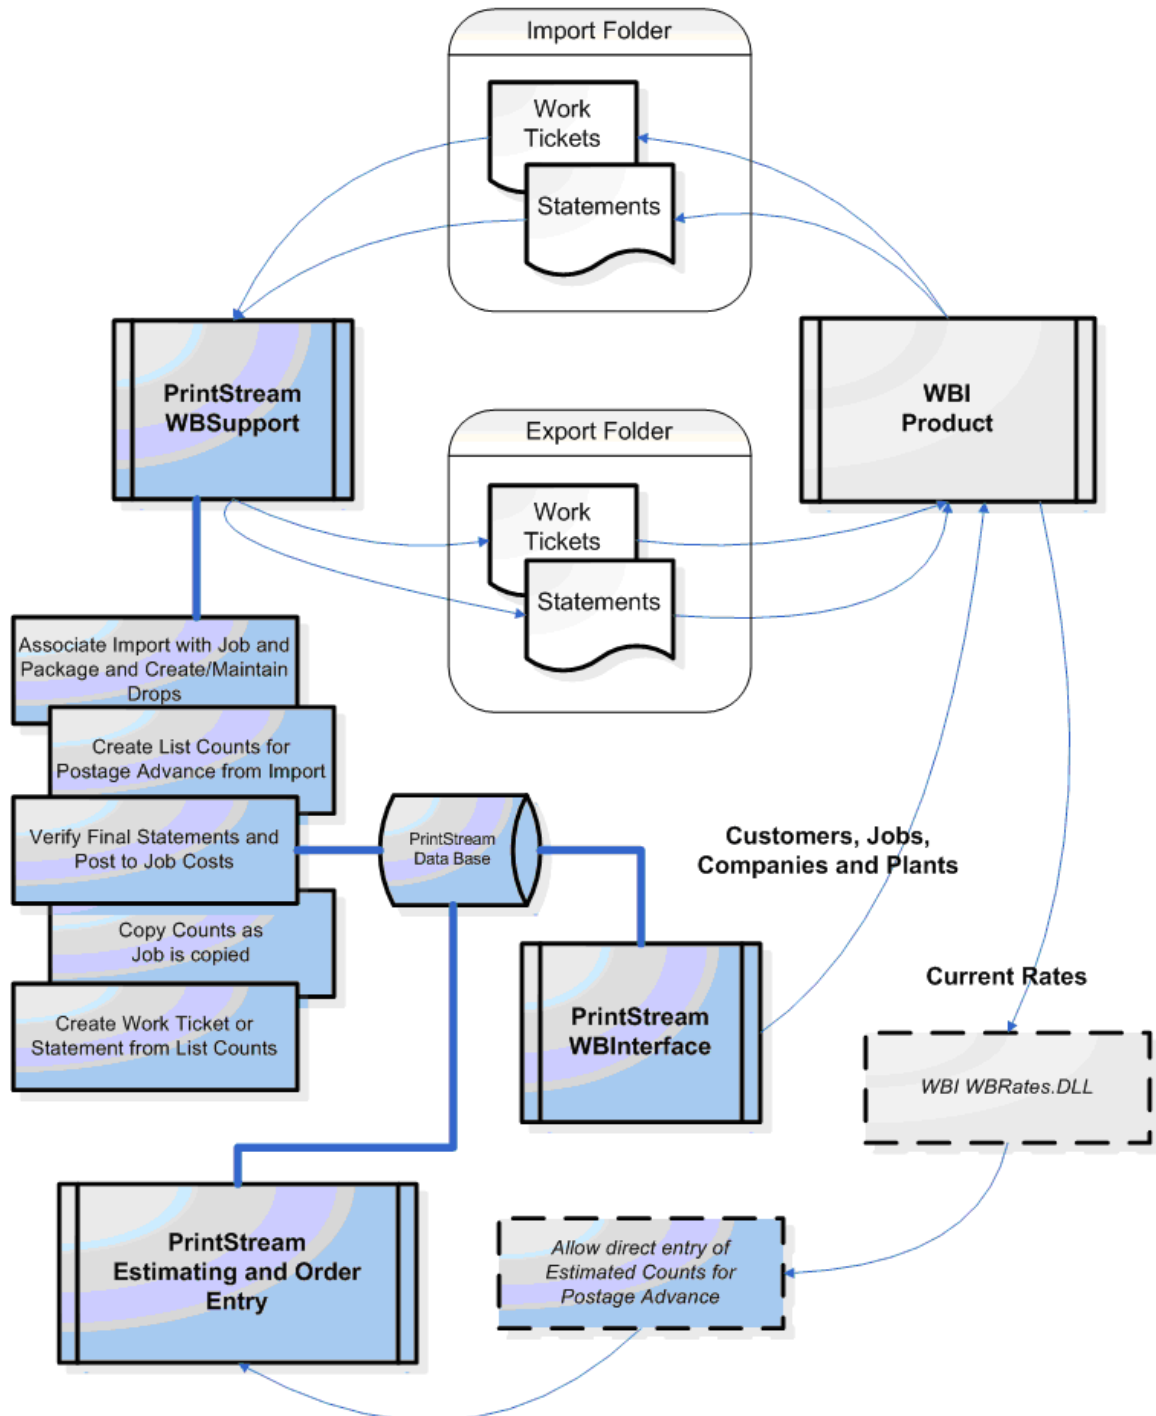 Import Folder
Work
Tickets
Statements
PrintStream
WBSupport
WBI
Product
Export Folder
Work
Tickets
Statements
Associate Import with Job and
Package and Create/Maintain
Drops
Create List Counts for
Postage Advance from Import
Verify Final Statements and
Post to Job Costs
PrintStream
Data Base
Customers, Jobs,
Companies and Plants
Copy Counts as
Job is copied
Create Work Ticket or
Statement from List Counts
PrintStream
WBInterface
Current Rates
WBI WBRates.DLL
PrintStream
Estimating and Order
Entry
Allow direct entry of
Estimated Counts for
Postage Advance